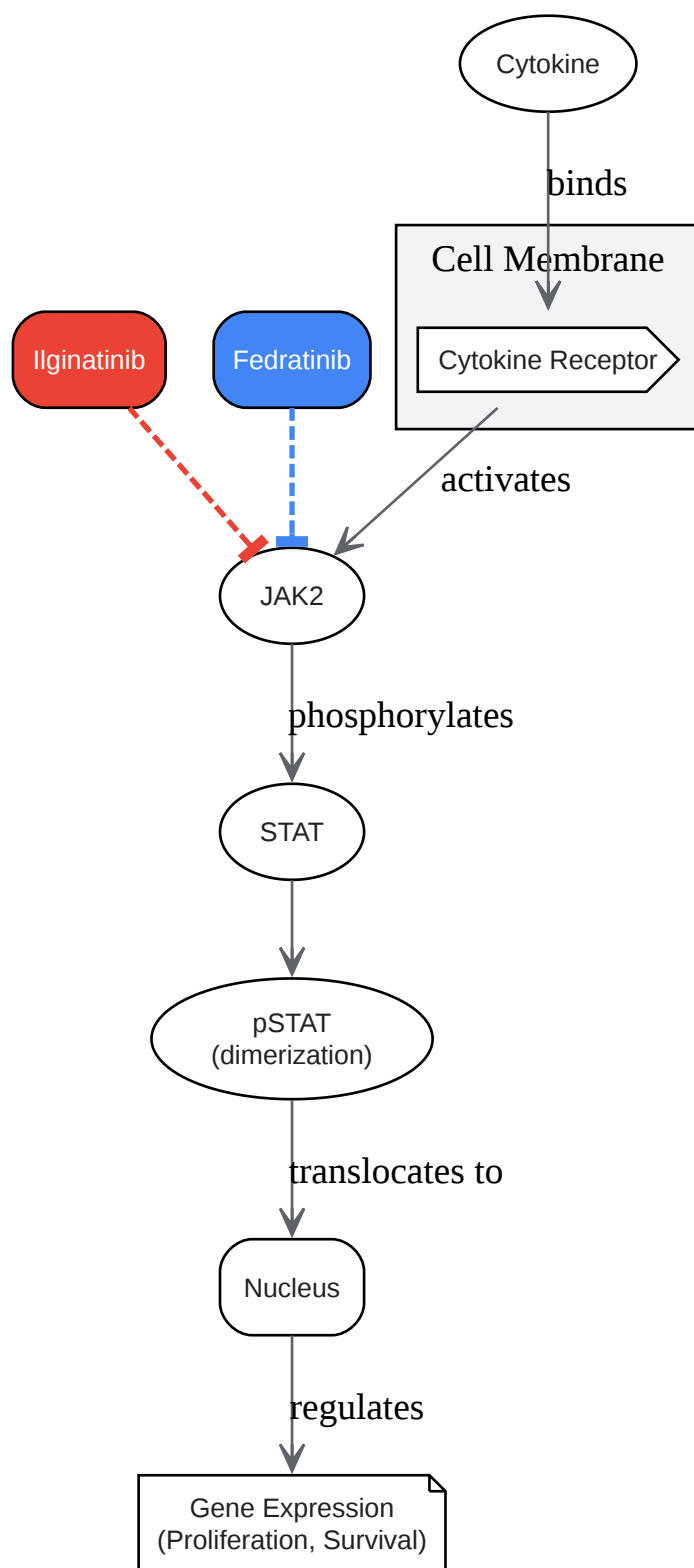 Cytokine
binds
Cell Membrane
Ilginatinib
Fedratinib
Cytokine Receptor
activates
JAK2
phosphorylates
STAT
pSTAT
(dimerization)
translocates to
Nucleus
regulates
Gene Expression
(Proliferation, Survival)